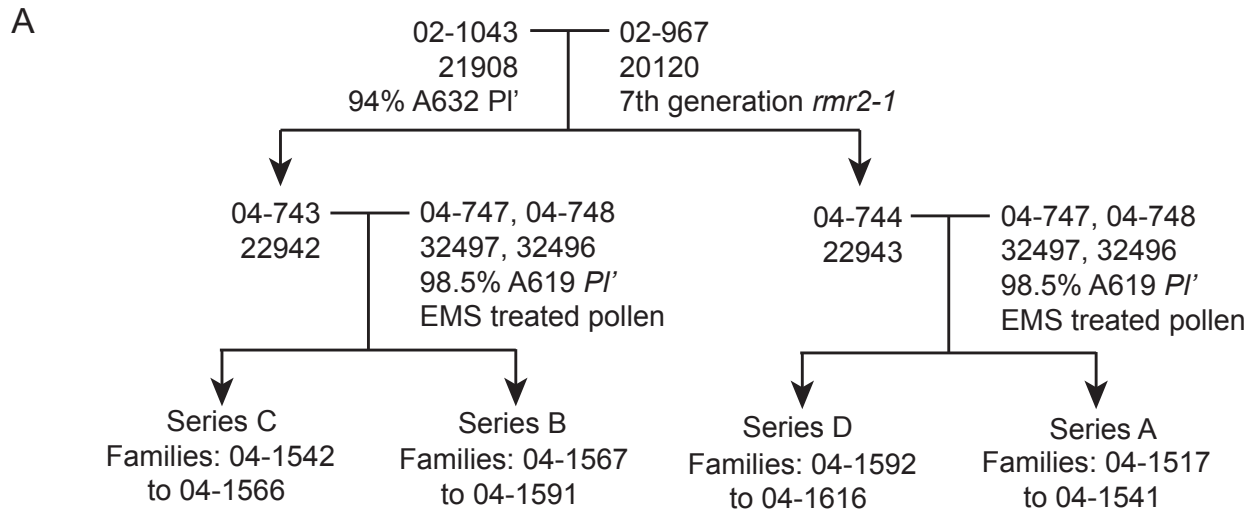 A
02-1043
21908
94% A632 Pl’
02-967
20120
7th generation rmr2-1
04-743
22942
04-747, 04-748
32497, 32496
98.5% A619 Pl’
EMS treated pollen
04-744
22943
04-747, 04-748
32497, 32496
98.5% A619 Pl’
EMS treated pollen
Series C
Families: 04-1542
to 04-1566
Series B
Families: 04-1567
to 04-1591
Series D
Families: 04-1592
to 04-1616
Series A
Families: 04-1517
to 04-1541